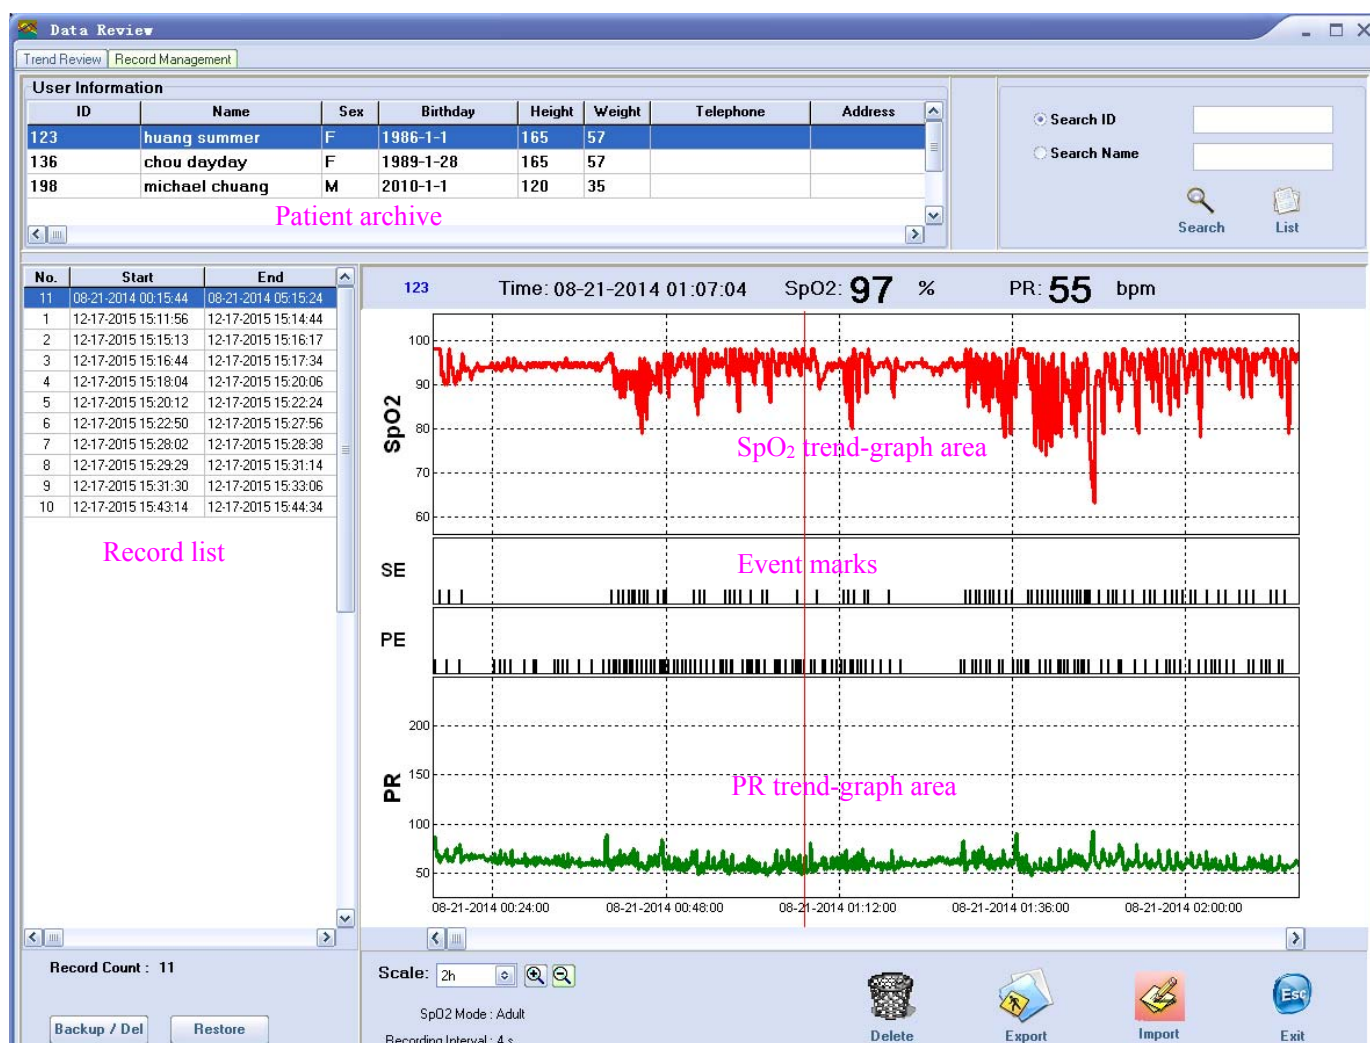 Data Review
Trend Review Record Management
User Information
ID Name Sex Birthday Height Weight Telephone Address
123 huang summer F 1986-1-1 165 57
136 chou dayday F 1989-1-28 165 57
198 michael chuang M 2010-1-1 120 35
Patient archive
Search ID
Search Name
Search List
No. Start End
11 08-21-2014 00:15:44 08-21-2014 05:15:24
1 12-17-2015 15:11:56 12-17-2015 15:14:44
2 12-17-2015 15:15:13 12-17-2015 15:16:17
3 12-17-2015 15:16:44 12-17-2015 15:17:34
4 12-17-2015 15:18:04 12-17-2015 15:20:06
5 12-17-2015 15:20:12 12-17-2015 15:22:24
6 12-17-2015 15:22:50 12-17-2015 15:27:56
7 12-17-2015 15:28:02 12-17-2015 15:28:38
8 12-17-2015 15:29:29 12-17-2015 15:31:14
9 12-17-2015 15:31:30 12-17-2015 15:33:06
10 12-17-2015 15:43:14 12-17-2015 15:44:34
Record list
Record Count : 11
Backup / Del Restore
123 Time: 08-21-2014 01:07:04 SpO2: 97 % PR: 55 bpm
SpO2
100
90
80
70
60
SpO₂ trend-graph area
SE
Event marks
PE
PR
200
150
100
50
PR trend-graph area
08-21-2014 00:24:00 08-21-2014 00:48:00 08-21-2014 01:12:00 08-21-2014 01:36:00 08-21-2014 02:00:00
Scale: 2h
SpO2 Mode : Adult
Recording Interval : 4 s
Delete Export Import Esc Exit